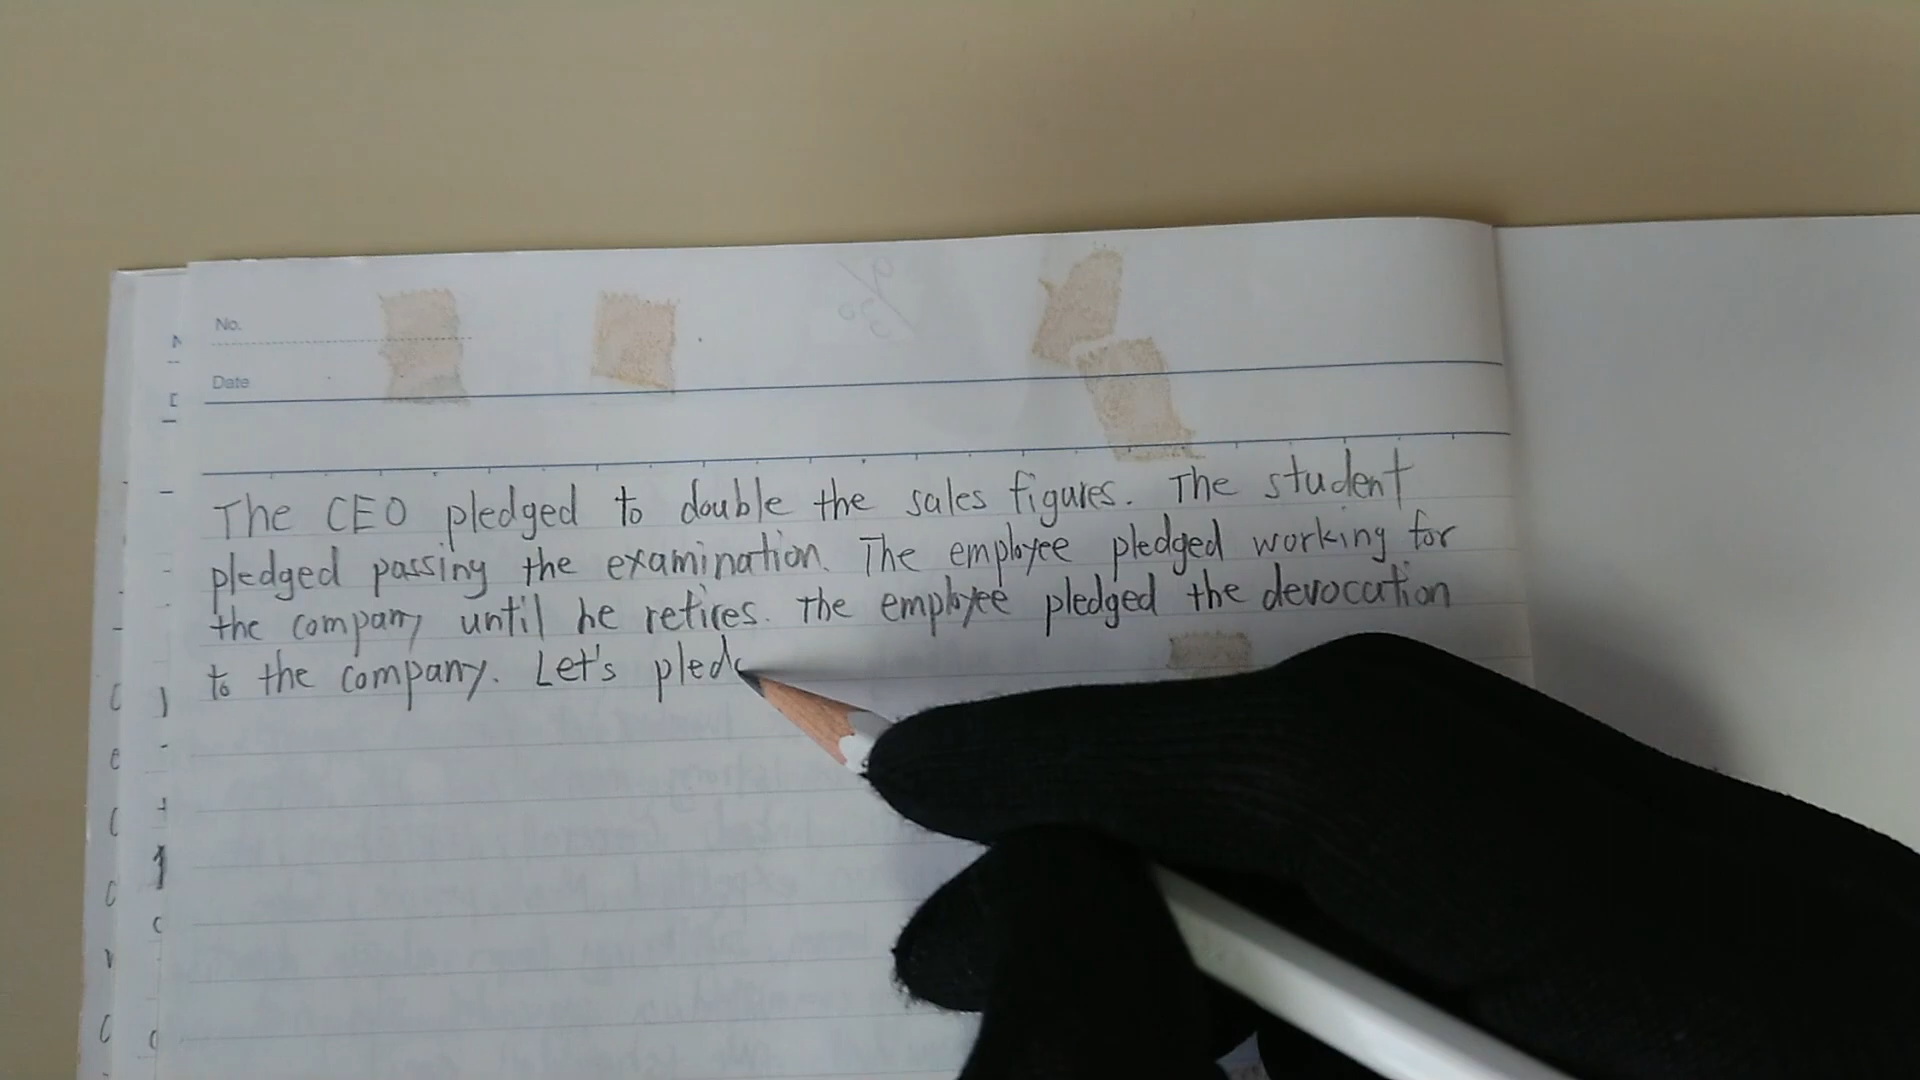 No.
Date
The CEO pledged to double the sales figures. The student
pledged passing the examination. The employee pledged working for
the company until he retires. The employee pledged the devocation
to the company. Let's pled